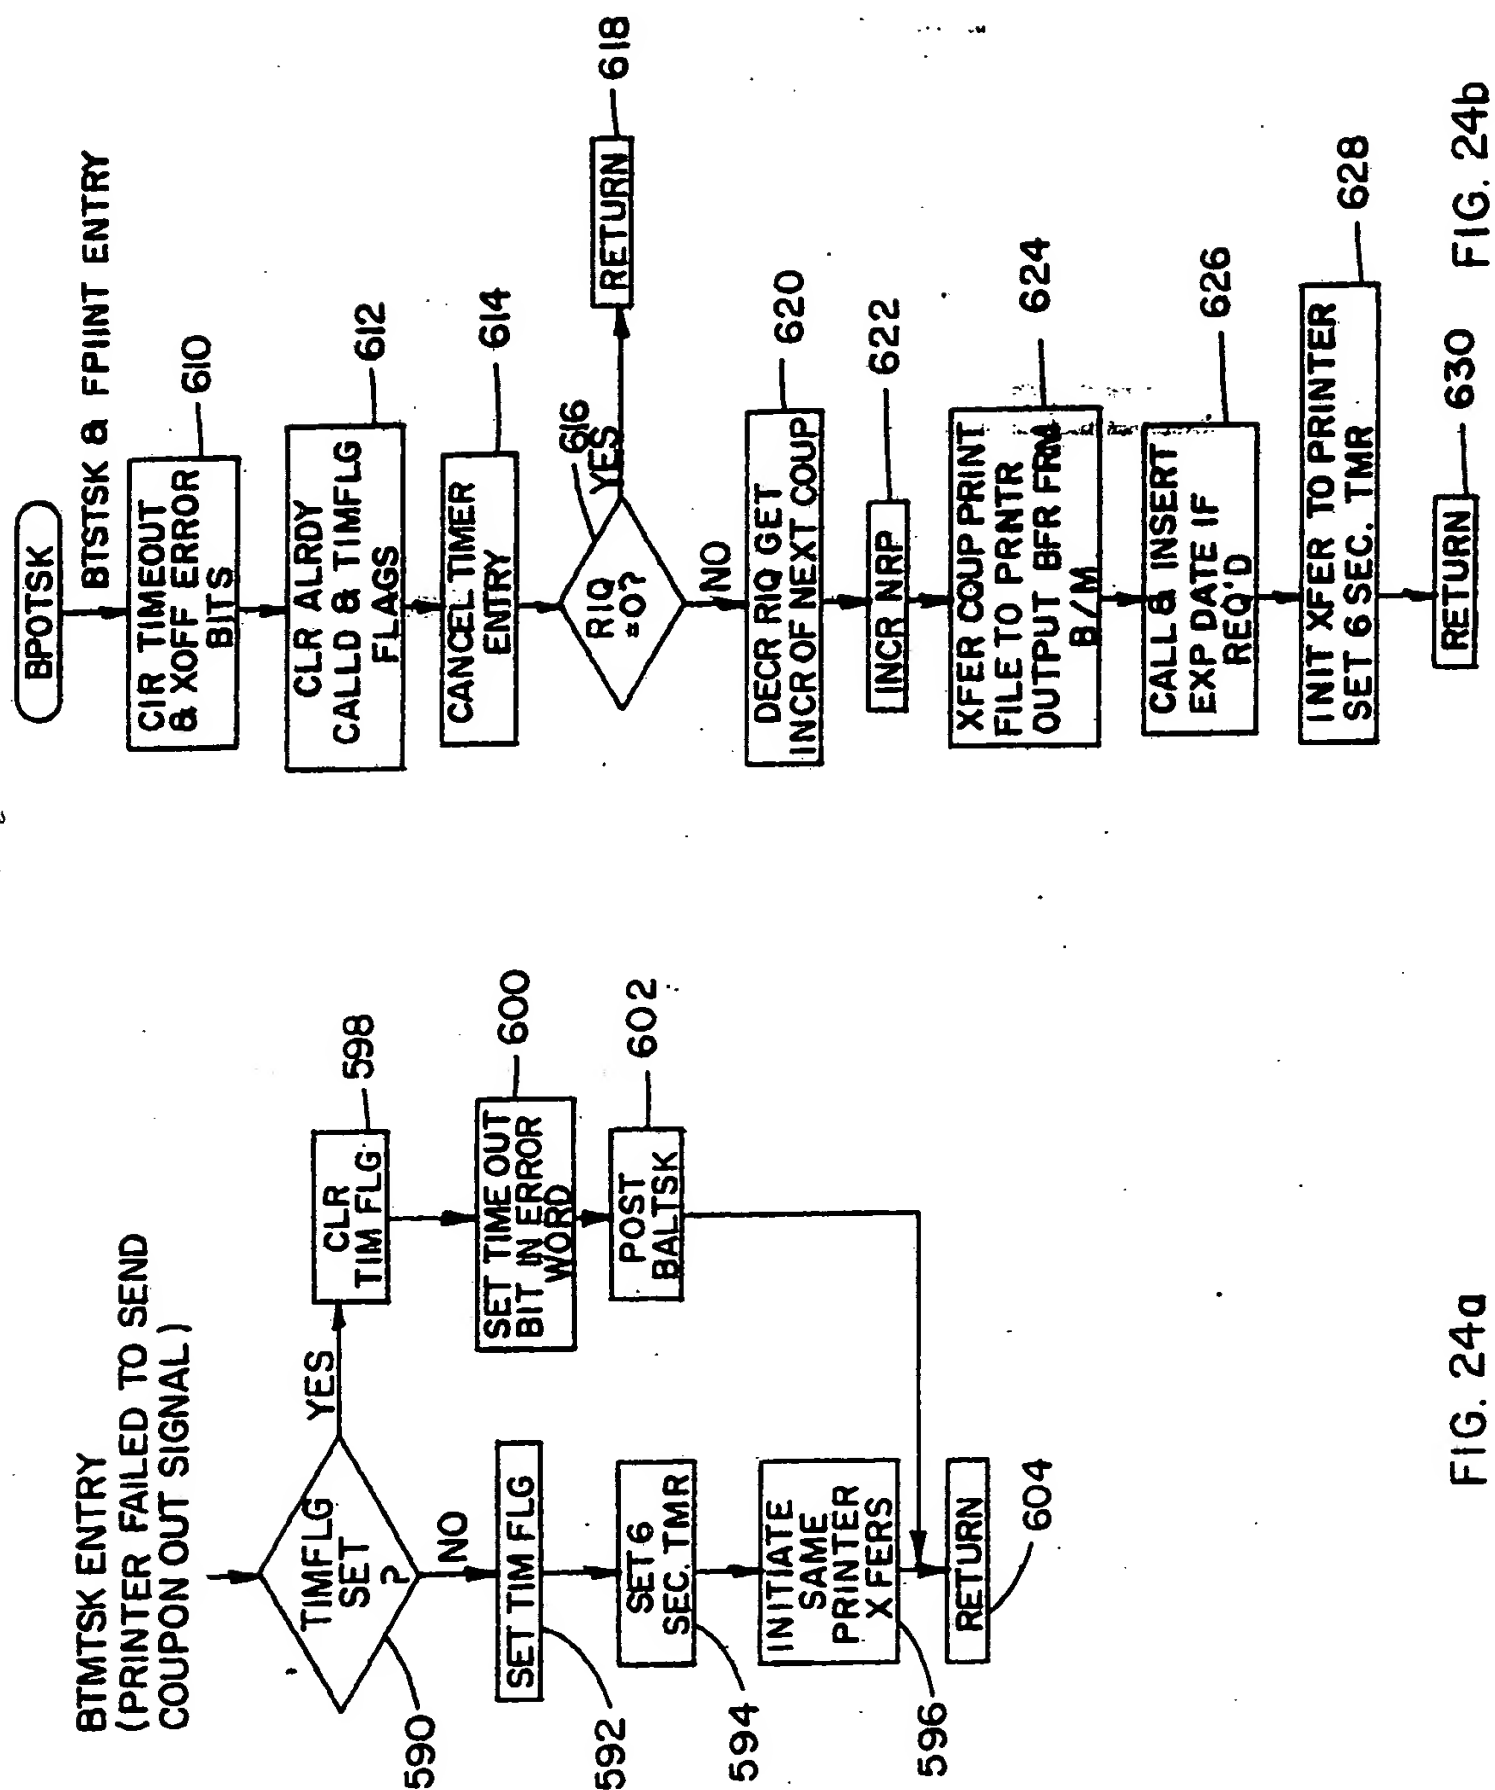 BTMTSK ENTRY
(PRINTER FAILED TO SEND
COUPON OUT SIGNAL)
TIMFLG
SET
?
590
YES
NO
CLR
TIM FLG
598
SET TIME OUT
BIT IN ERROR
WORD
600
POST
BALTSK
602
SET TIM FLG
592
SET 6
SEC. TMR
594
INITIATE
SAME
PRINTER
XFERS
596
RETURN
604
FIG. 24a
BPOTSK
BTSTSK & FPIINT ENTRY
CIR TIMEOUT
& XOFF ERROR
BITS
610
CLR ALRDY
CALLD & TIMFLG
FLAGS
612
CANCEL TIMER
ENTRY
614
RIQ
=0?
616
YES
RETURN
618
NO
DECR RIQ GET
INCR OF NEXT COUP
620
INCR NRP
622
XFER COUP PRINT
FILE TO PRNTR
OUTPUT BFR FRM
B/M
624
CALL & INSERT
EXP DATE IF
REQ'D
626
INIT XFER TO PRINTER
SET 6 SEC. TMR
628
RETURN
630
FIG. 24b